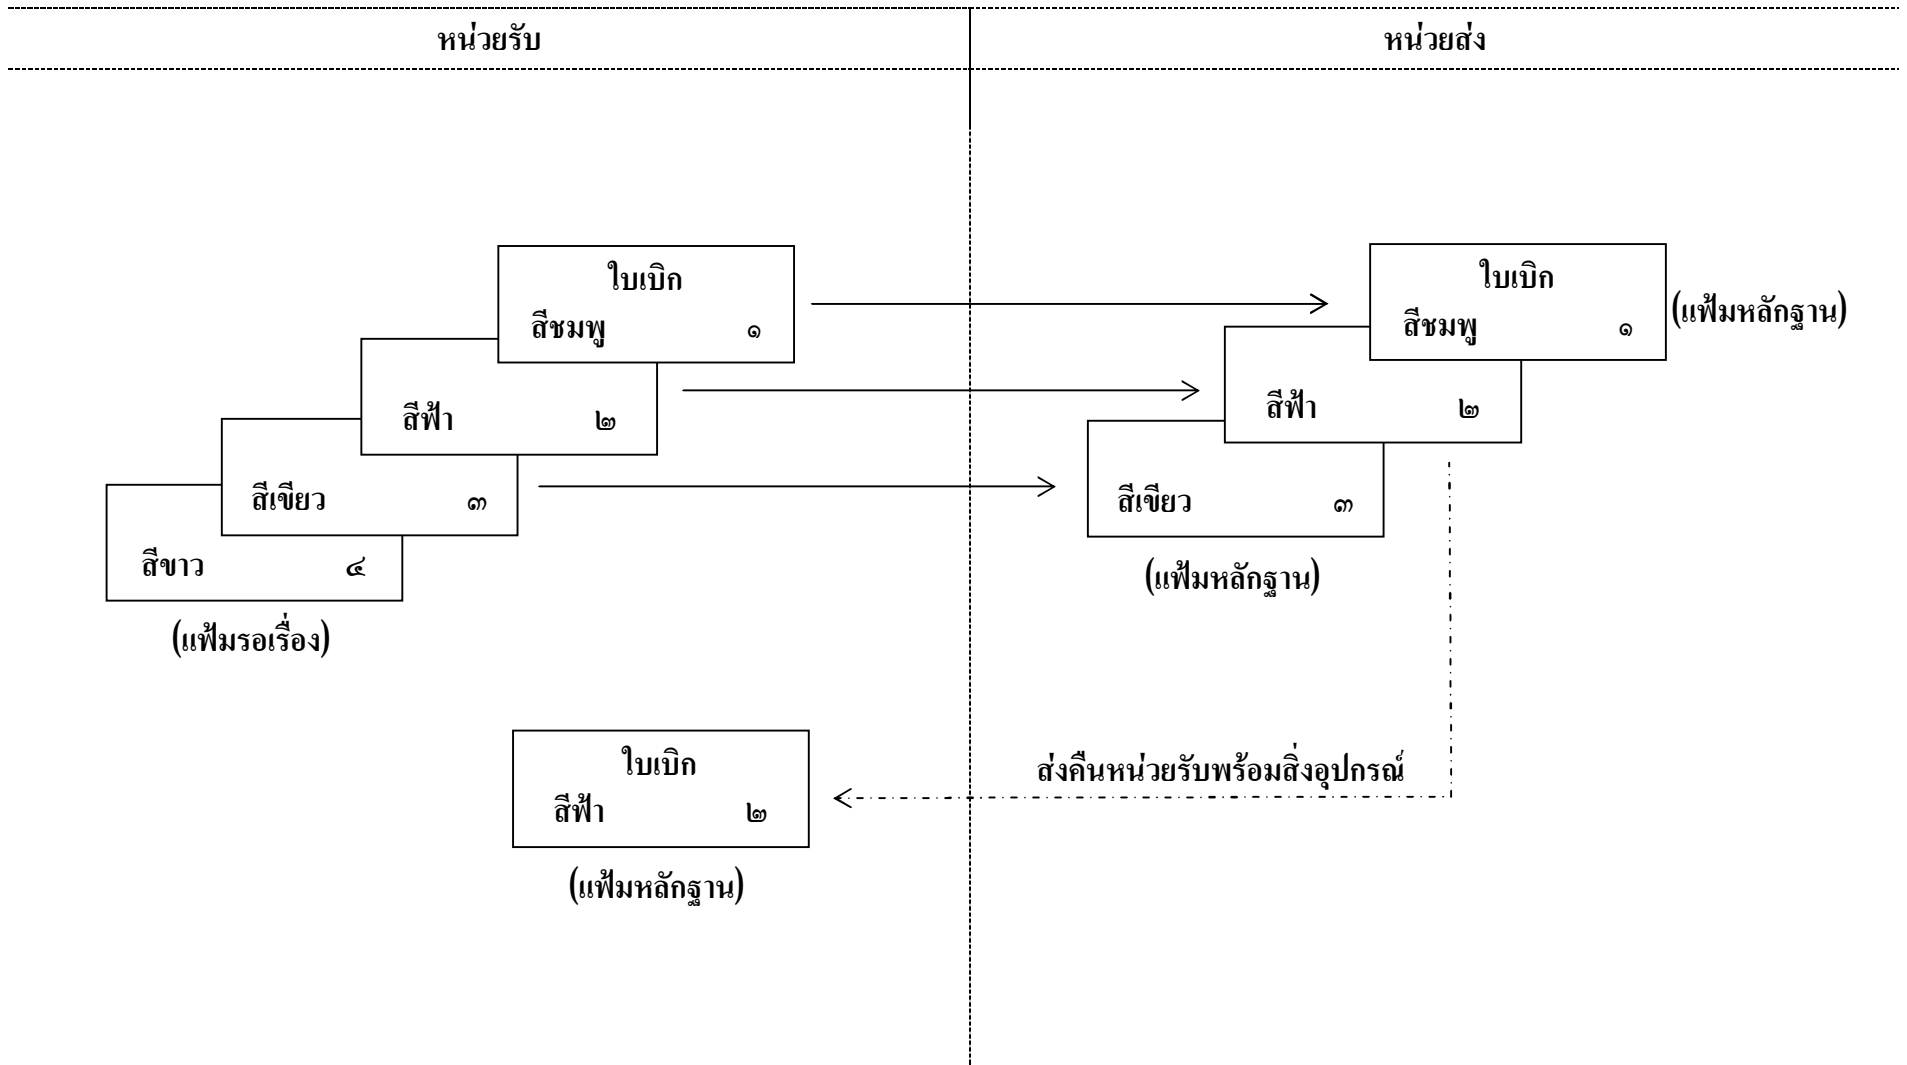 หน่วยรับ
หน่วยส่ง
ใบเบิก
สีชมพู ๑
สีฟ้า ๒
สีเขียว ๓
สีขาว ๔
(แฟ้มรอเรื่อง)
ใบเบิก
สีชมพู ๑
(แฟ้มหลักฐาน)
สีฟ้า ๒
สีเขียว ๓
(แฟ้มหลักฐาน)
ส่งคืนหน่วยรับพร้อมสิ่งอุปกรณ์
ใบเบิก
สีฟ้า ๒
(แฟ้มหลักฐาน)